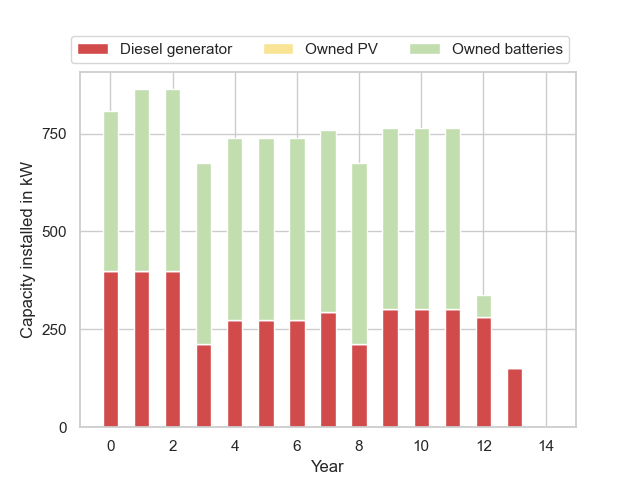 Diesel generator Owned PV Owned batteries
Capacity installed in kW
750
500
250
0
0 2 4 6 8 10 12 14
Year